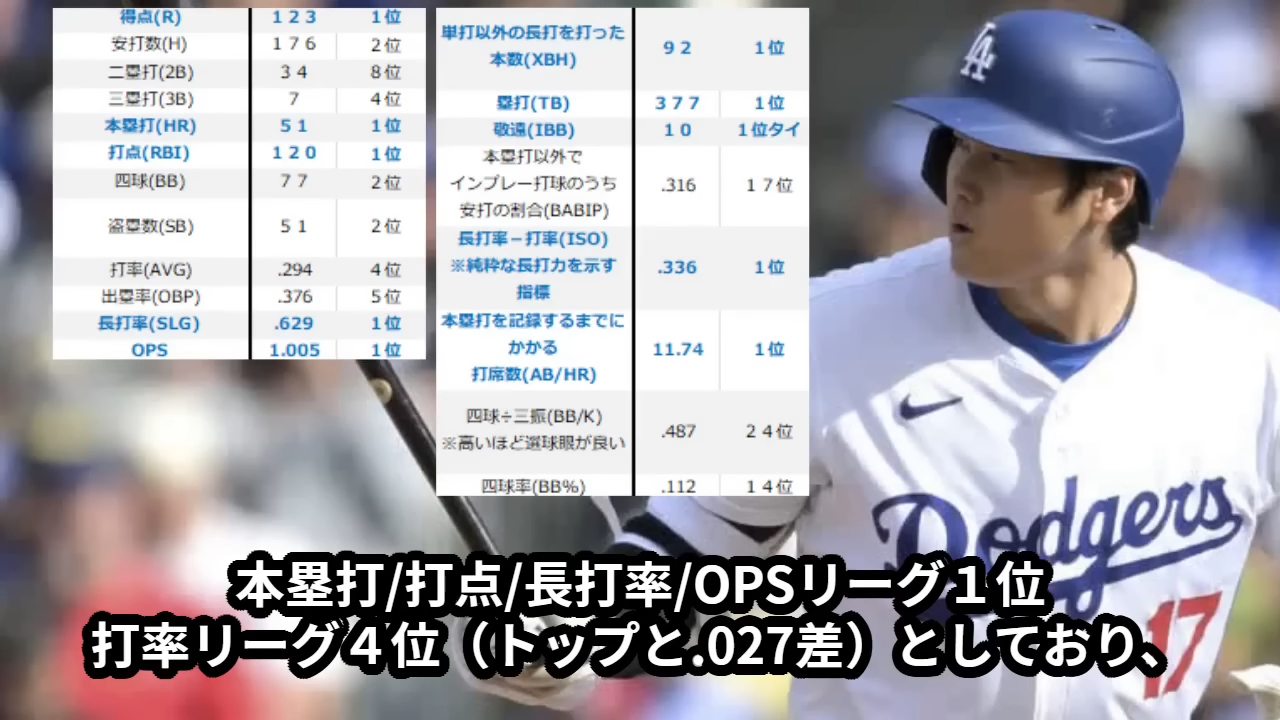 得点(R) 123 1位
安打数(H) 176 2位
二塁打(2B) 34 8位
三塁打(3B) 7 4位
本塁打(HR) 51 1位
打点(RBI) 120 1位
四球(BB) 77 2位
盗塁数(SB) 51 2位
打率(AVG) .294 4位
出塁率(OBP) .376 5位
長打率(SLG) .629 1位
OPS 1.005 1位
単打以外の長打を打った
本数(XBH) 92 1位
塁打(TB) 377 1位
敬遠(IBB) 10 1位タイ
本塁打以外で
インプレー打球のうち .316 17位
安打の割合(BABIP)
長打率−打率(ISO)
※純粋な長打力を示す .336 1位
指標
本塁打を記録するまでに
かかる 11.74 1位
打席数(AB/HR)
四球÷三振(BB/K) .487 24位
※高いほど選球眼が良い
四球率(BB%) .112 14位
LA
Dodgers
17
本塁打/打点/長打率/OPSリーグ１位
打率リーグ４位（トップと.027差）としており、